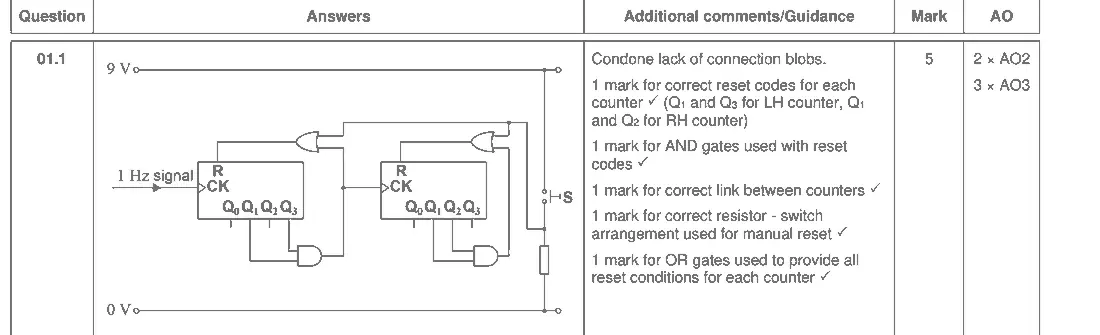 Question Answers Additional comments/Guidance Mark AO
01.1
9 V
1 Hz signal
R
CK
Q0 Q1 Q2 Q3
R
CK
Q0 Q1 Q2 Q3
S
0 V
Condone lack of connection blobs.
1 mark for correct reset codes for each
counter ✓ (Q1 and Q3 for LH counter, Q1
and Q2 for RH counter)
1 mark for AND gates used with reset
codes ✓
1 mark for correct link between counters ✓
1 mark for correct resistor - switch
arrangement used for manual reset ✓
1 mark for OR gates used to provide all
reset conditions for each counter ✓
5
2 × AO2
3 × AO3